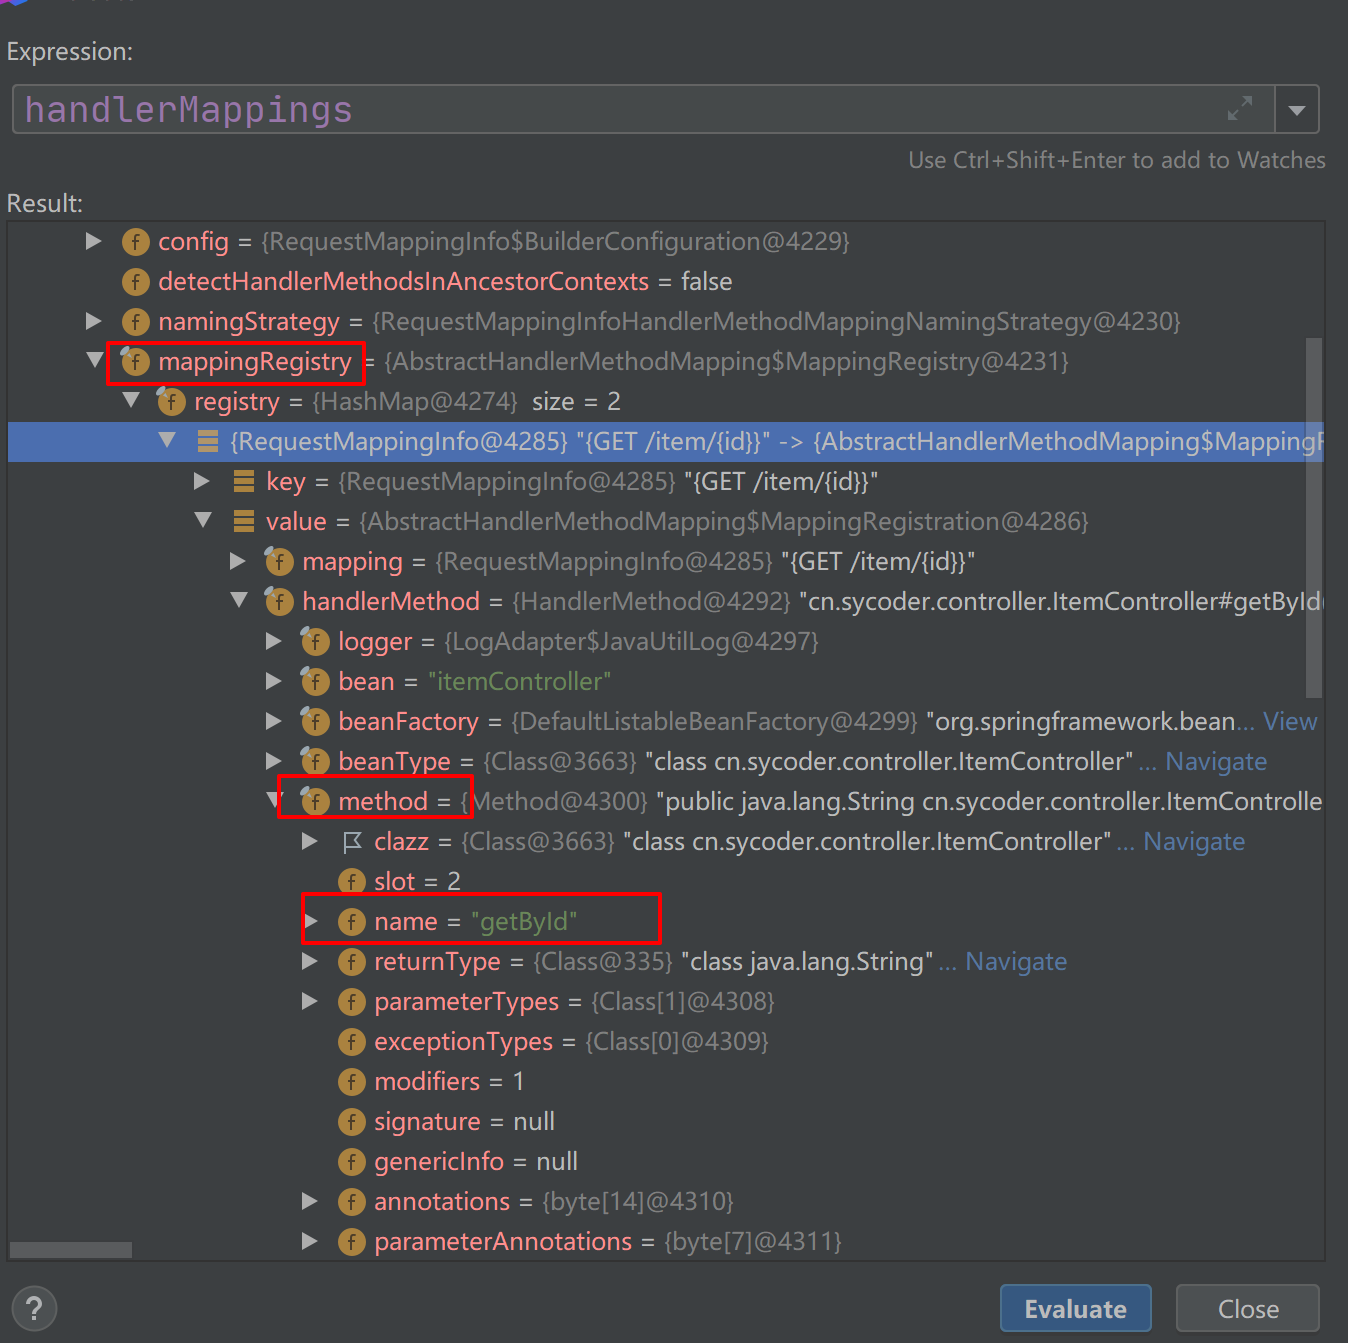 Expression:
handlerMappings
Use Ctrl+Shift+Enter to add to Watches
Result:
f config = {RequestMappingInfo$BuilderConfiguration@4229}
f detectHandlerMethodsInAncestorContexts = false
f namingStrategy = {RequestMappingInfoHandlerMethodMappingNamingStrategy@4230}
f mappingRegistry = {AbstractHandlerMethodMapping$MappingRegistry@4231}
f registry = {HashMap@4274} size = 2
{RequestMappingInfo@4285} "{GET /item/{id}}" -> {AbstractHandlerMethodMapping$MappingR
key = {RequestMappingInfo@4285} "{GET /item/{id}}"
value = {AbstractHandlerMethodMapping$MappingRegistration@4286}
f mapping = {RequestMappingInfo@4285} "{GET /item/{id}}"
f handlerMethod = {HandlerMethod@4292} "cn.sycoder.controller.ItemController#getById
f logger = {LogAdapter$JavaUtilLog@4297}
f bean = "itemController"
f beanFactory = {DefaultListableBeanFactory@4299} "org.springframework.bean... View
f beanType = {Class@3663} "class cn.sycoder.controller.ItemController" ... Navigate
f method = {Method@4300} "public java.lang.String cn.sycoder.controller.ItemControlle
clazz = {Class@3663} "class cn.sycoder.controller.ItemController" ... Navigate
f slot = 2
f name = "getById"
f returnType = {Class@335} "class java.lang.String" ... Navigate
f parameterTypes = {Class[1]@4308}
f exceptionTypes = {Class[0]@4309}
f modifiers = 1
f signature = null
f genericInfo = null
f annotations = {byte[14]@4310}
f parameterAnnotations = {byte[7]@4311}
? Evaluate Close